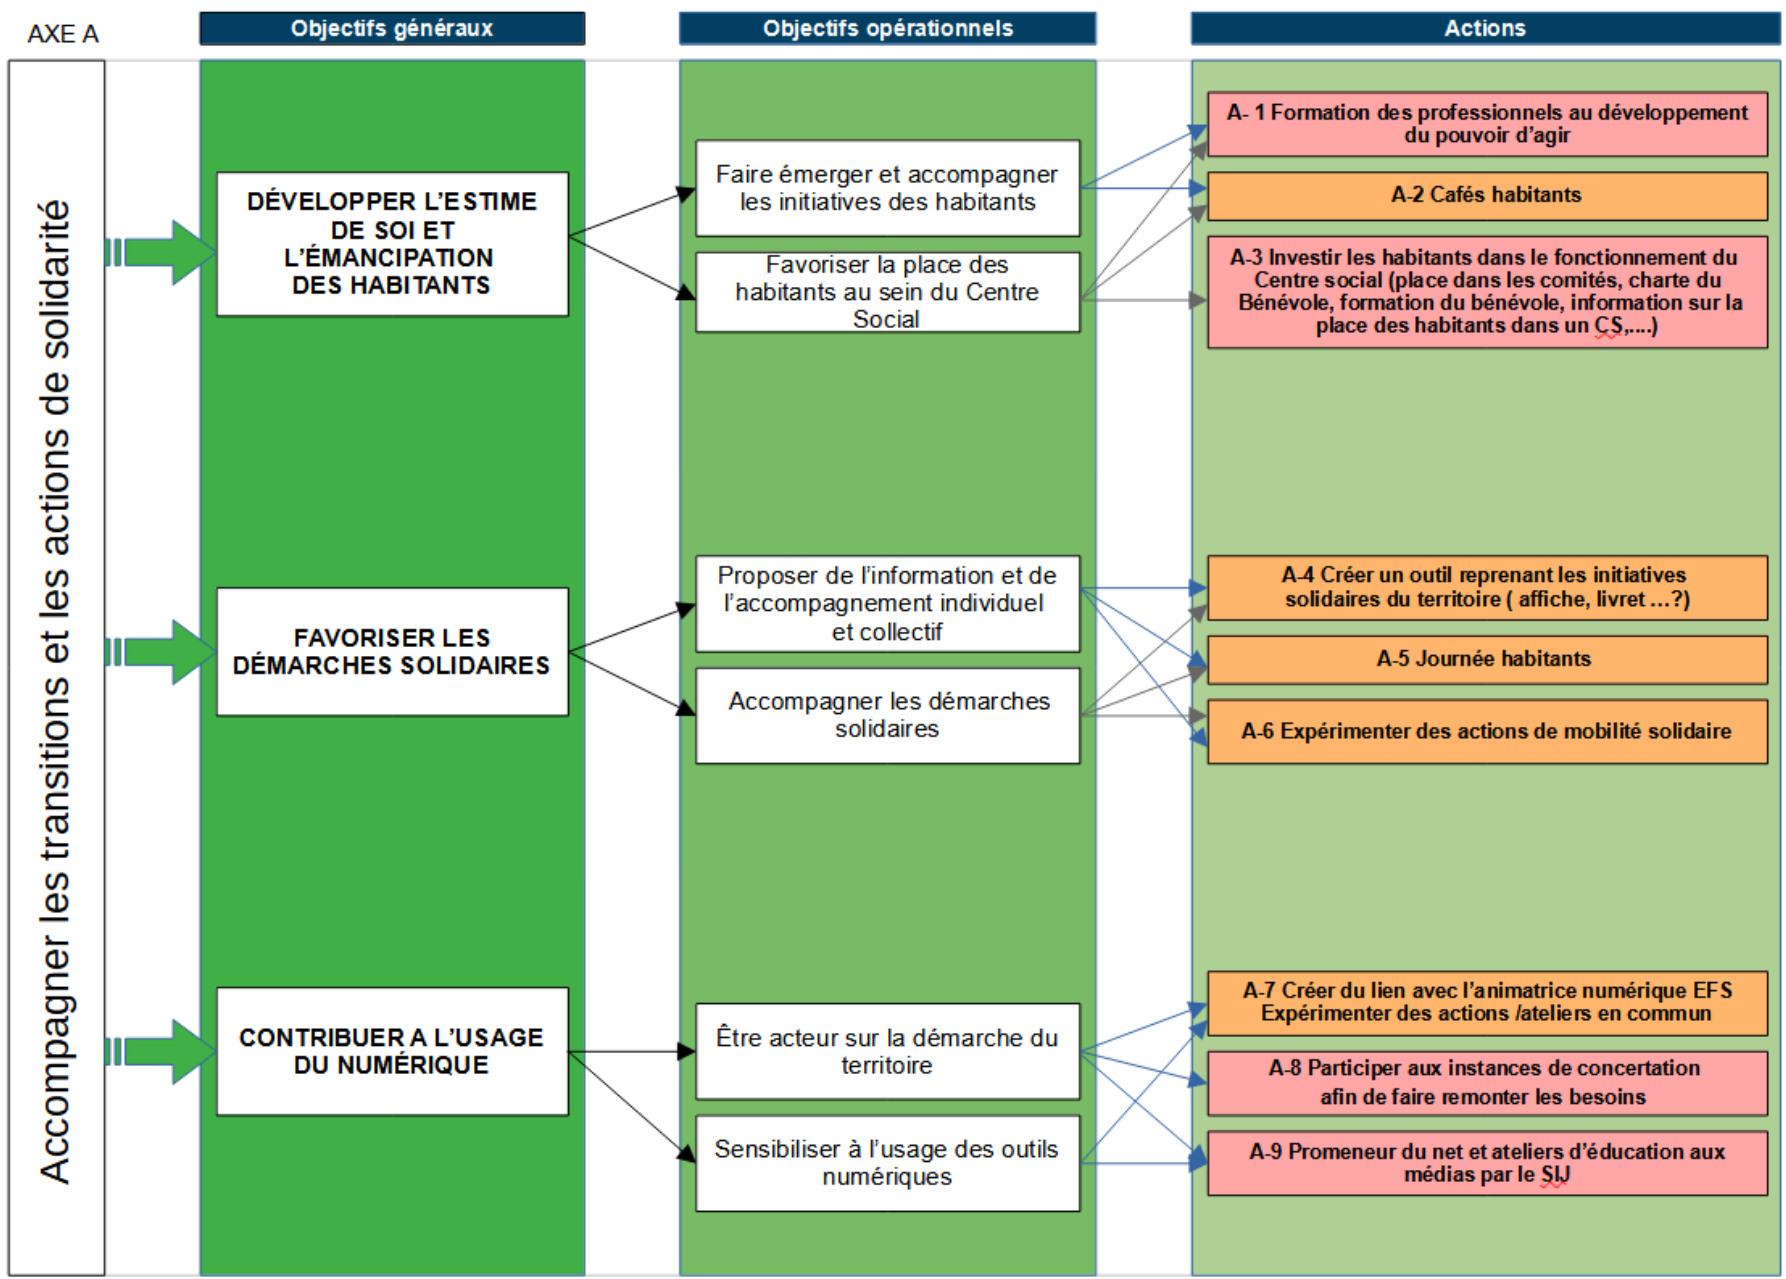 AXE A
Objectifs généraux
Objectifs opérationnels
Actions
Accompagner les transitions et les actions de solidarité
DÉVELOPPER L’ESTIME
DE SOI ET
L’ÉMANCIPATION
DES HABITANTS
Faire émerger et accompagner
les initiatives des habitants
Favoriser la place des
habitants au sein du Centre
Social
A- 1 Formation des professionnels au développement
du pouvoir d’agir
A-2 Cafés habitants
A-3 Investir les habitants dans le fonctionnement du
Centre social (place dans les comités, charte du
Bénévole, formation du bénévole, information sur la
place des habitants dans un CS,....)
FAVORISER LES
DÉMARCHES SOLIDAIRES
Proposer de l’information et de
l’accompagnement individuel
et collectif
Accompagner les démarches
solidaires
A-4 Créer un outil reprenant les initiatives
solidaires du territoire ( affiche, livret …?)
A-5 Journée habitants
A-6 Expérimenter des actions de mobilité solidaire
CONTRIBUER A L’USAGE
DU NUMÉRIQUE
Être acteur sur la démarche du
territoire
Sensibiliser à l’usage des outils
numériques
A-7 Créer du lien avec l’animatrice numérique EFS
Expérimenter des actions /ateliers en commun
A-8 Participer aux instances de concertation
afin de faire remonter les besoins
A-9 Promeneur du net et ateliers d’éducation aux
médias par le SIJ